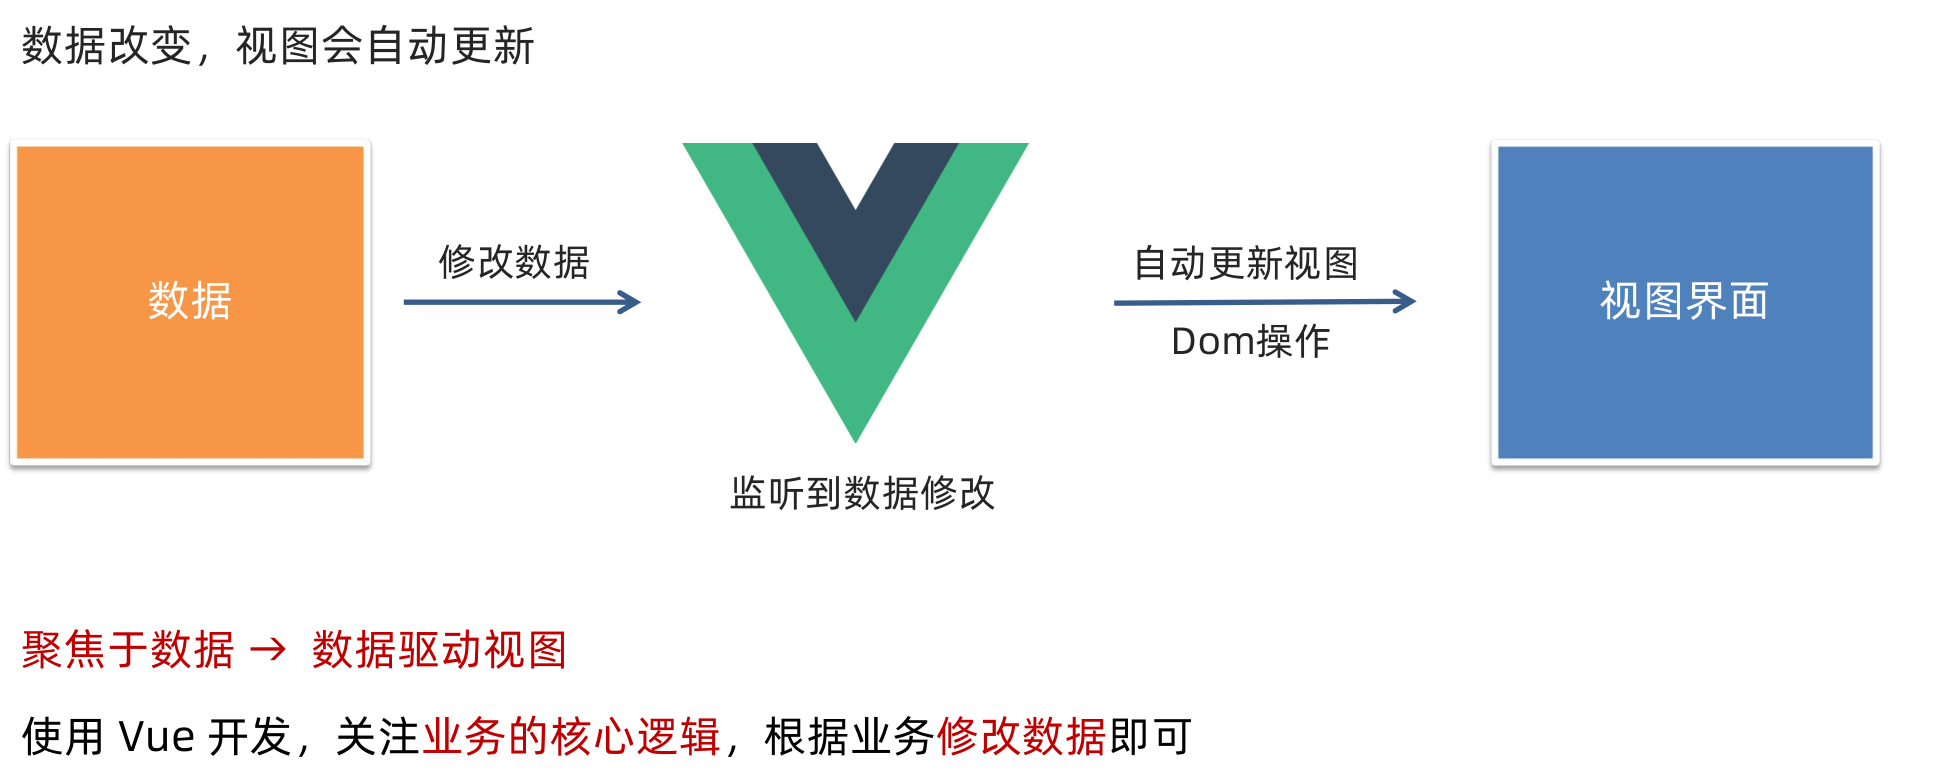 数据改变，视图会自动更新
数据
修改数据
监听到数据修改
自动更新视图
Dom操作
视图界面
聚焦于数据 → 数据驱动视图
使用 Vue 开发，关注业务的核心逻辑，根据业务修改数据即可